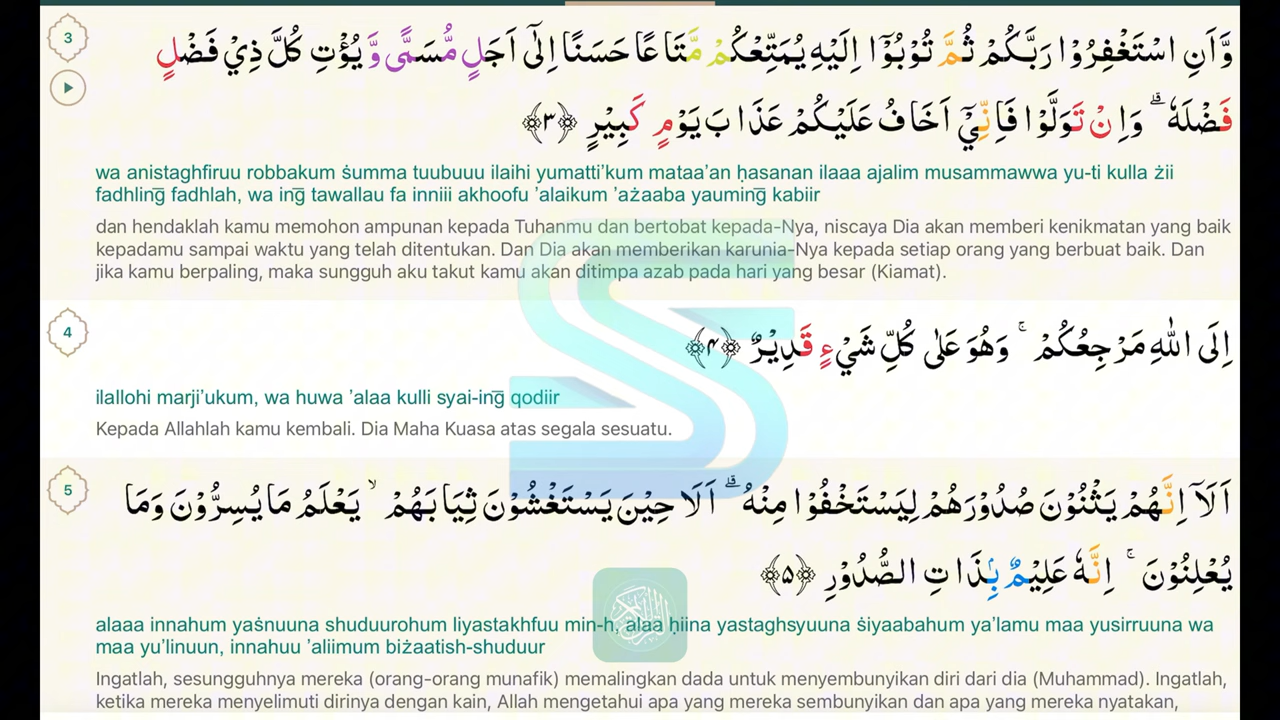 3
وَّاَنِ اسْتَغْفِرُوْا رَبَّكُمْ ثُمَّ تُوْبُوْٓا اِلَيْهِ يُمَتِّعْكُمْ مَّتَاعًا حَسَنًا اِلٰٓى اَجَلٍ مُّسَمًّى وَّيُؤْتِ كُلَّ ذِيْ فَضْلٍ
فَضْلَهٗ ۗ وَاِنْ تَوَلَّوْا فَاِنِّيْٓ اَخَافُ عَلَيْكُمْ عَذَابَ يَوْمٍ كَبِيْرٍ ﴿٣﴾
wa anistaghfiruu robbakum ṡumma tuubuuu ilaihi yumatti’kum mataa’an ḥasanan ilaaa ajalim musammawwa yu-ti kulla żii
fadhling̅ fadhlah, wa ing̅ tawallau fa inniii akhoofu ’alaikum ’ażaaba yauming̅ kabiir
dan hendaklah kamu memohon ampunan kepada Tuhanmu dan bertobat kepada-Nya, niscaya Dia akan memberi kenikmatan yang baik
kepadamu sampai waktu yang telah ditentukan. Dan Dia akan memberikan karunia-Nya kepada setiap orang yang berbuat baik. Dan
jika kamu berpaling, maka sungguh aku takut kamu akan ditimpa azab pada hari yang besar (Kiamat).
4
اِلَى اللّٰهِ مَرْجِعُكُمْ ۚ وَهُوَ عَلٰى كُلِّ شَيْءٍ قَدِيْرٌ ﴿۴﴾
ilallohi marji’ukum, wa huwa ’alaa kulli syai-ing̅ qodiir
Kepada Allahlah kamu kembali. Dia Maha Kuasa atas segala sesuatu.
5
اَلَآ اِنَّهُمْ يَثْنُوْنَ صُدُوْرَهُمْ لِيَسْتَخْفُوْا مِنْهُ ۗ اَلَا حِيْنَ يَسْتَغْشُوْنَ ثِيَابَهُمْ ۙ يَعْلَمُ مَا يُسِرُّوْنَ وَمَا
يُعْلِنُوْنَ ۚ اِنَّهٗ عَلِيْمٌ بِۢذَاتِ الصُّدُوْرِ ﴿۵﴾
alaaa innahum yaṡnuuna shuduurohum liyastakhfuu min-h, alaa ḥiina yastaghsyuuna ṡiyaabahum ya’lamu maa yusirruuna wa
maa yu’linuun, innahuu ’aliimum biżaatish-shuduur
Ingatlah, sesungguhnya mereka (orang-orang munafik) memalingkan dada untuk menyembunyikan diri dari dia (Muhammad). Ingatlah,
ketika mereka menyelimuti dirinya dengan kain, Allah mengetahui apa yang mereka sembunyikan dan apa yang mereka nyatakan,